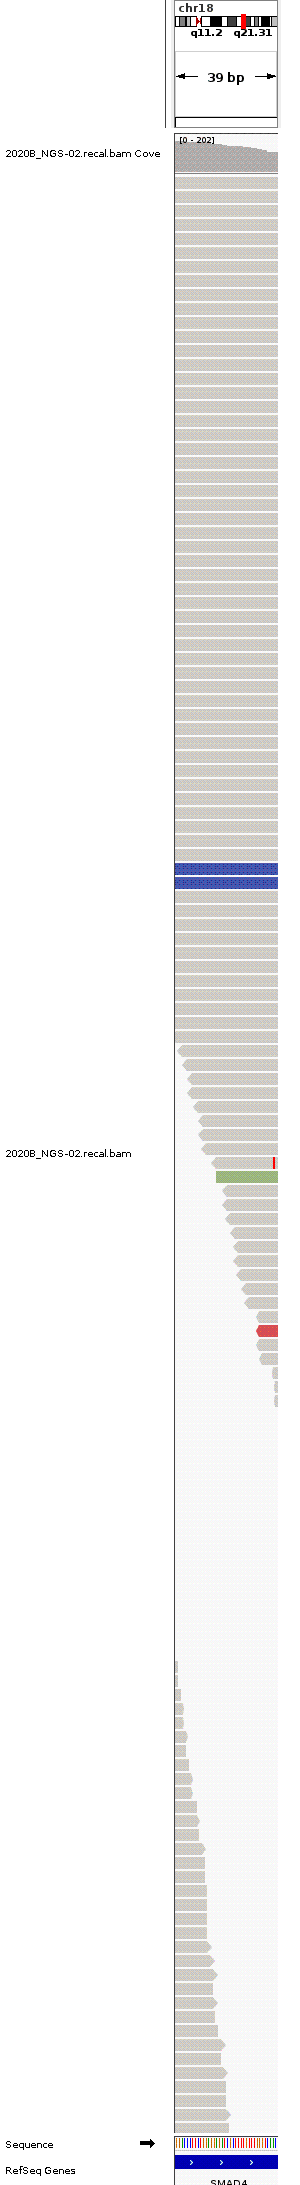 chr18
q11.2 q21.31
39 bp
[0 - 202]
2020B_NGS-02.recal.bam Cove
2020B_NGS-02.recal.bam
Sequence
RefSeq Genes
SMAD4